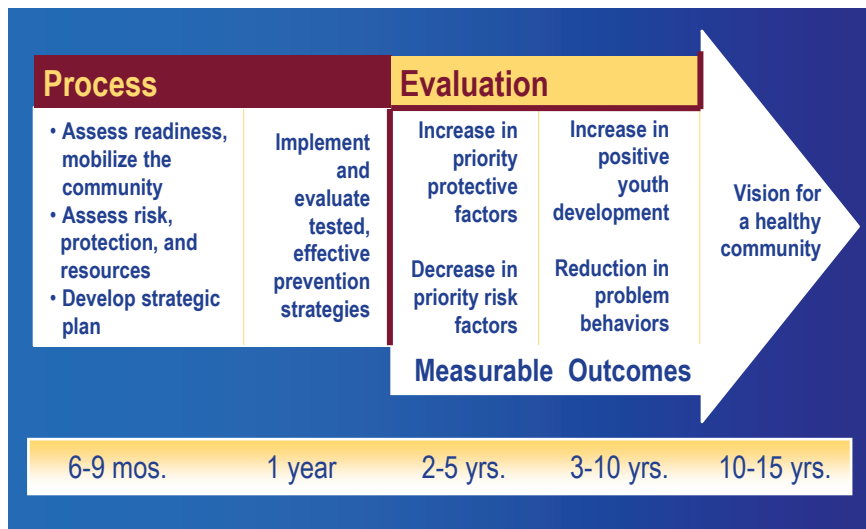 Process
Evaluation
• Assess readiness,
mobilize the
community
• Assess risk,
protection, and
resources
• Develop strategic
plan
Implement
and
evaluate
tested,
effective
prevention
strategies
Increase in
priority
protective
factors
Decrease in
priority risk
factors
Increase in
positive
youth
development
Reduction in
problem
behaviors
Vision for
a healthy
community
Measurable Outcomes
6-9 mos.
1 year
2-5 yrs.
3-10 yrs.
10-15 yrs.